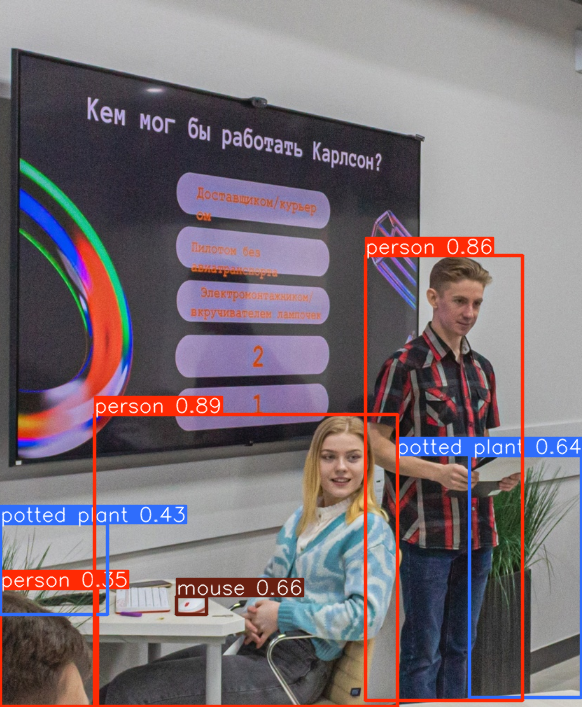 Кем мог бы работать Карлсон?
Доставщиком/курьер
ом
Пилотом без
авиатранспорта
Электромонтажником/
вкручивателем лампочек
2
1
person 0.86
person 0.89
potted plant 0.64
potted plant 0.43
person 0.35
mouse 0.66